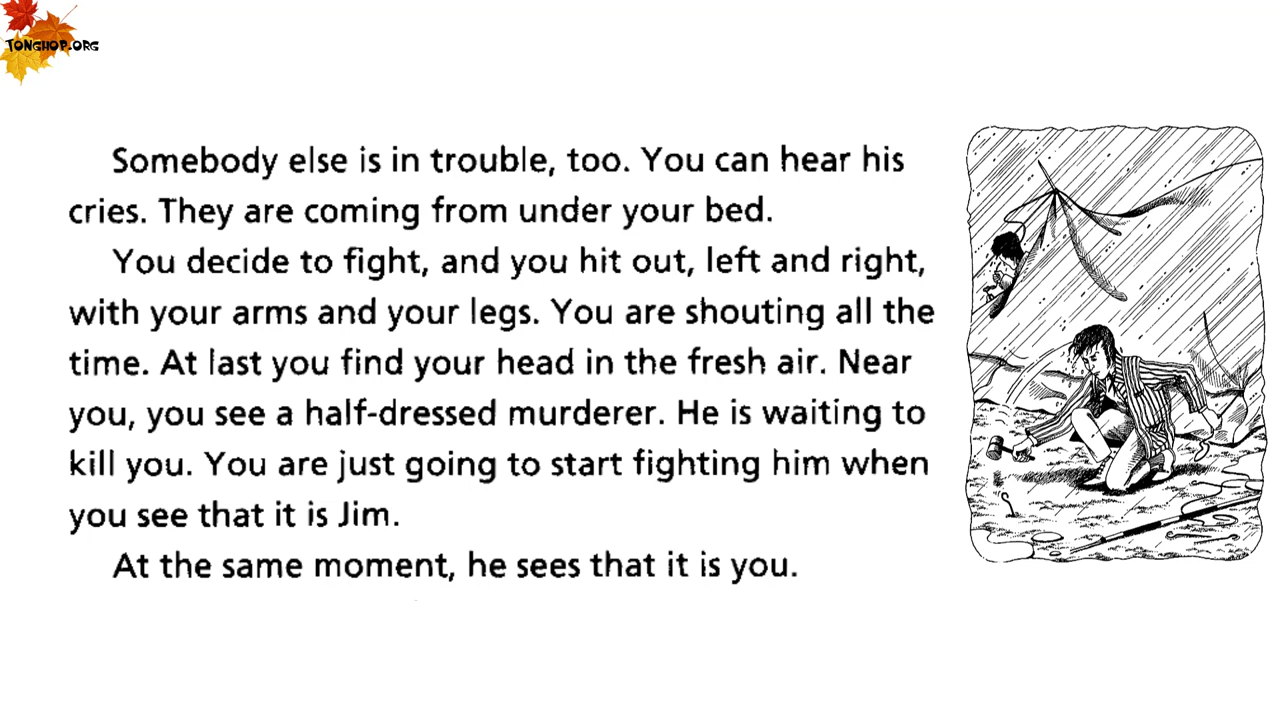 TONGHOP.ORG
Somebody else is in trouble, too. You can hear his
cries. They are coming from under your bed.
You decide to fight, and you hit out, left and right,
with your arms and your legs. You are shouting all the
time. At last you find your head in the fresh air. Near
you, you see a half-dressed murderer. He is waiting to
kill you. You are just going to start fighting him when
you see that it is Jim.
At the same moment, he sees that it is you.